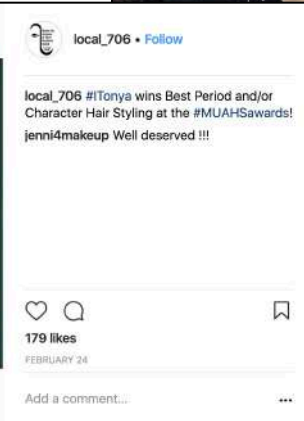 local_706 • Follow
local_706 #ITonya wins Best Period and/or
Character Hair Styling at the #MUAHSawards!
jenni4makeup Well deserved !!!
179 likes
FEBRUARY 24
Add a comment...